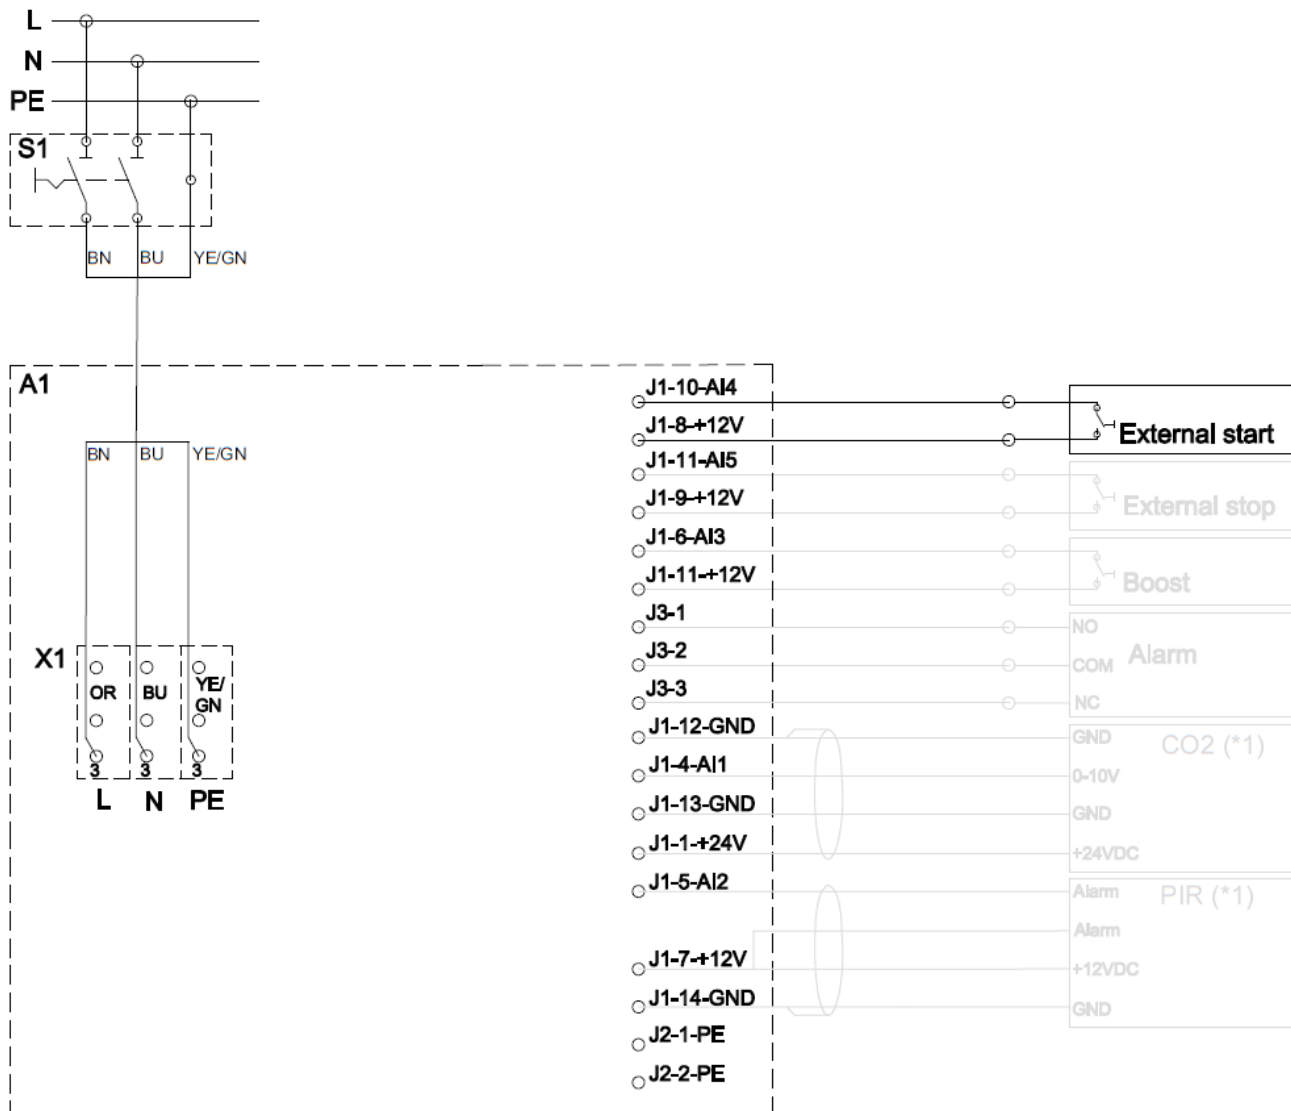 L
N
PE
S1
BN BU YE/GN
A1
BN BU YE/GN
X1
OR BU YE/
GN
3 3 3
L N PE
J1-10-AI4
J1-8-+12V
External start
J1-11-AI5
J1-9-+12V
External stop
J1-6-AI3
J1-11-+12V
Boost
J3-1
NO
J3-2
COM
Alarm
J3-3
NC
J1-12-GND
GND
CO2 (*1)
J1-4-AI1
0-10V
J1-13-GND
GND
J1-1-+24V
+24VDC
J1-5-AI2
Alarm
PIR (*1)
Alarm
J1-7-+12V
+12VDC
J1-14-GND
GND
J2-1-PE
J2-2-PE